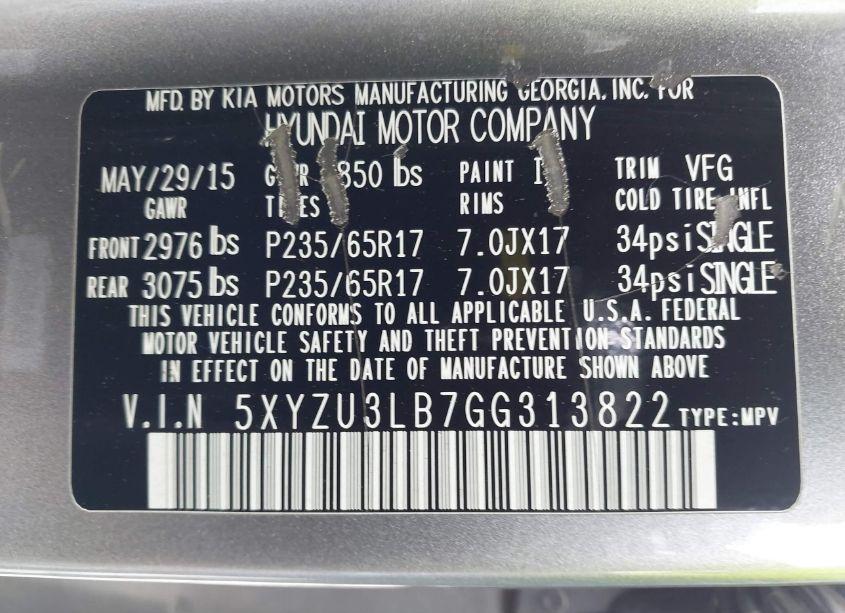 MFD. BY KIA MOTORS MANUFACTURING GEORGIA, INC. FOR
HYUNDAI MOTOR COMPANY
MAY/29/15 GVWR 850 lbs PAINT TRIM VFG
GAWR TIRES RIMS COLD TIRE INFL
FRONT 2976 lbs P235/65R17 7.0JX17 34psi SINGLE
REAR 3075 lbs P235/65R17 7.0JX17 34psi SINGLE
THIS VEHICLE CONFORMS TO ALL APPLICABLE U.S.A. FEDERAL
MOTOR VEHICLE SAFETY AND THEFT PREVENTION STANDARDS
IN EFFECT ON THE DATE OF MANUFACTURE SHOWN ABOVE
V.I.N 5XYZU3LB7GG313822 TYPE:MPV